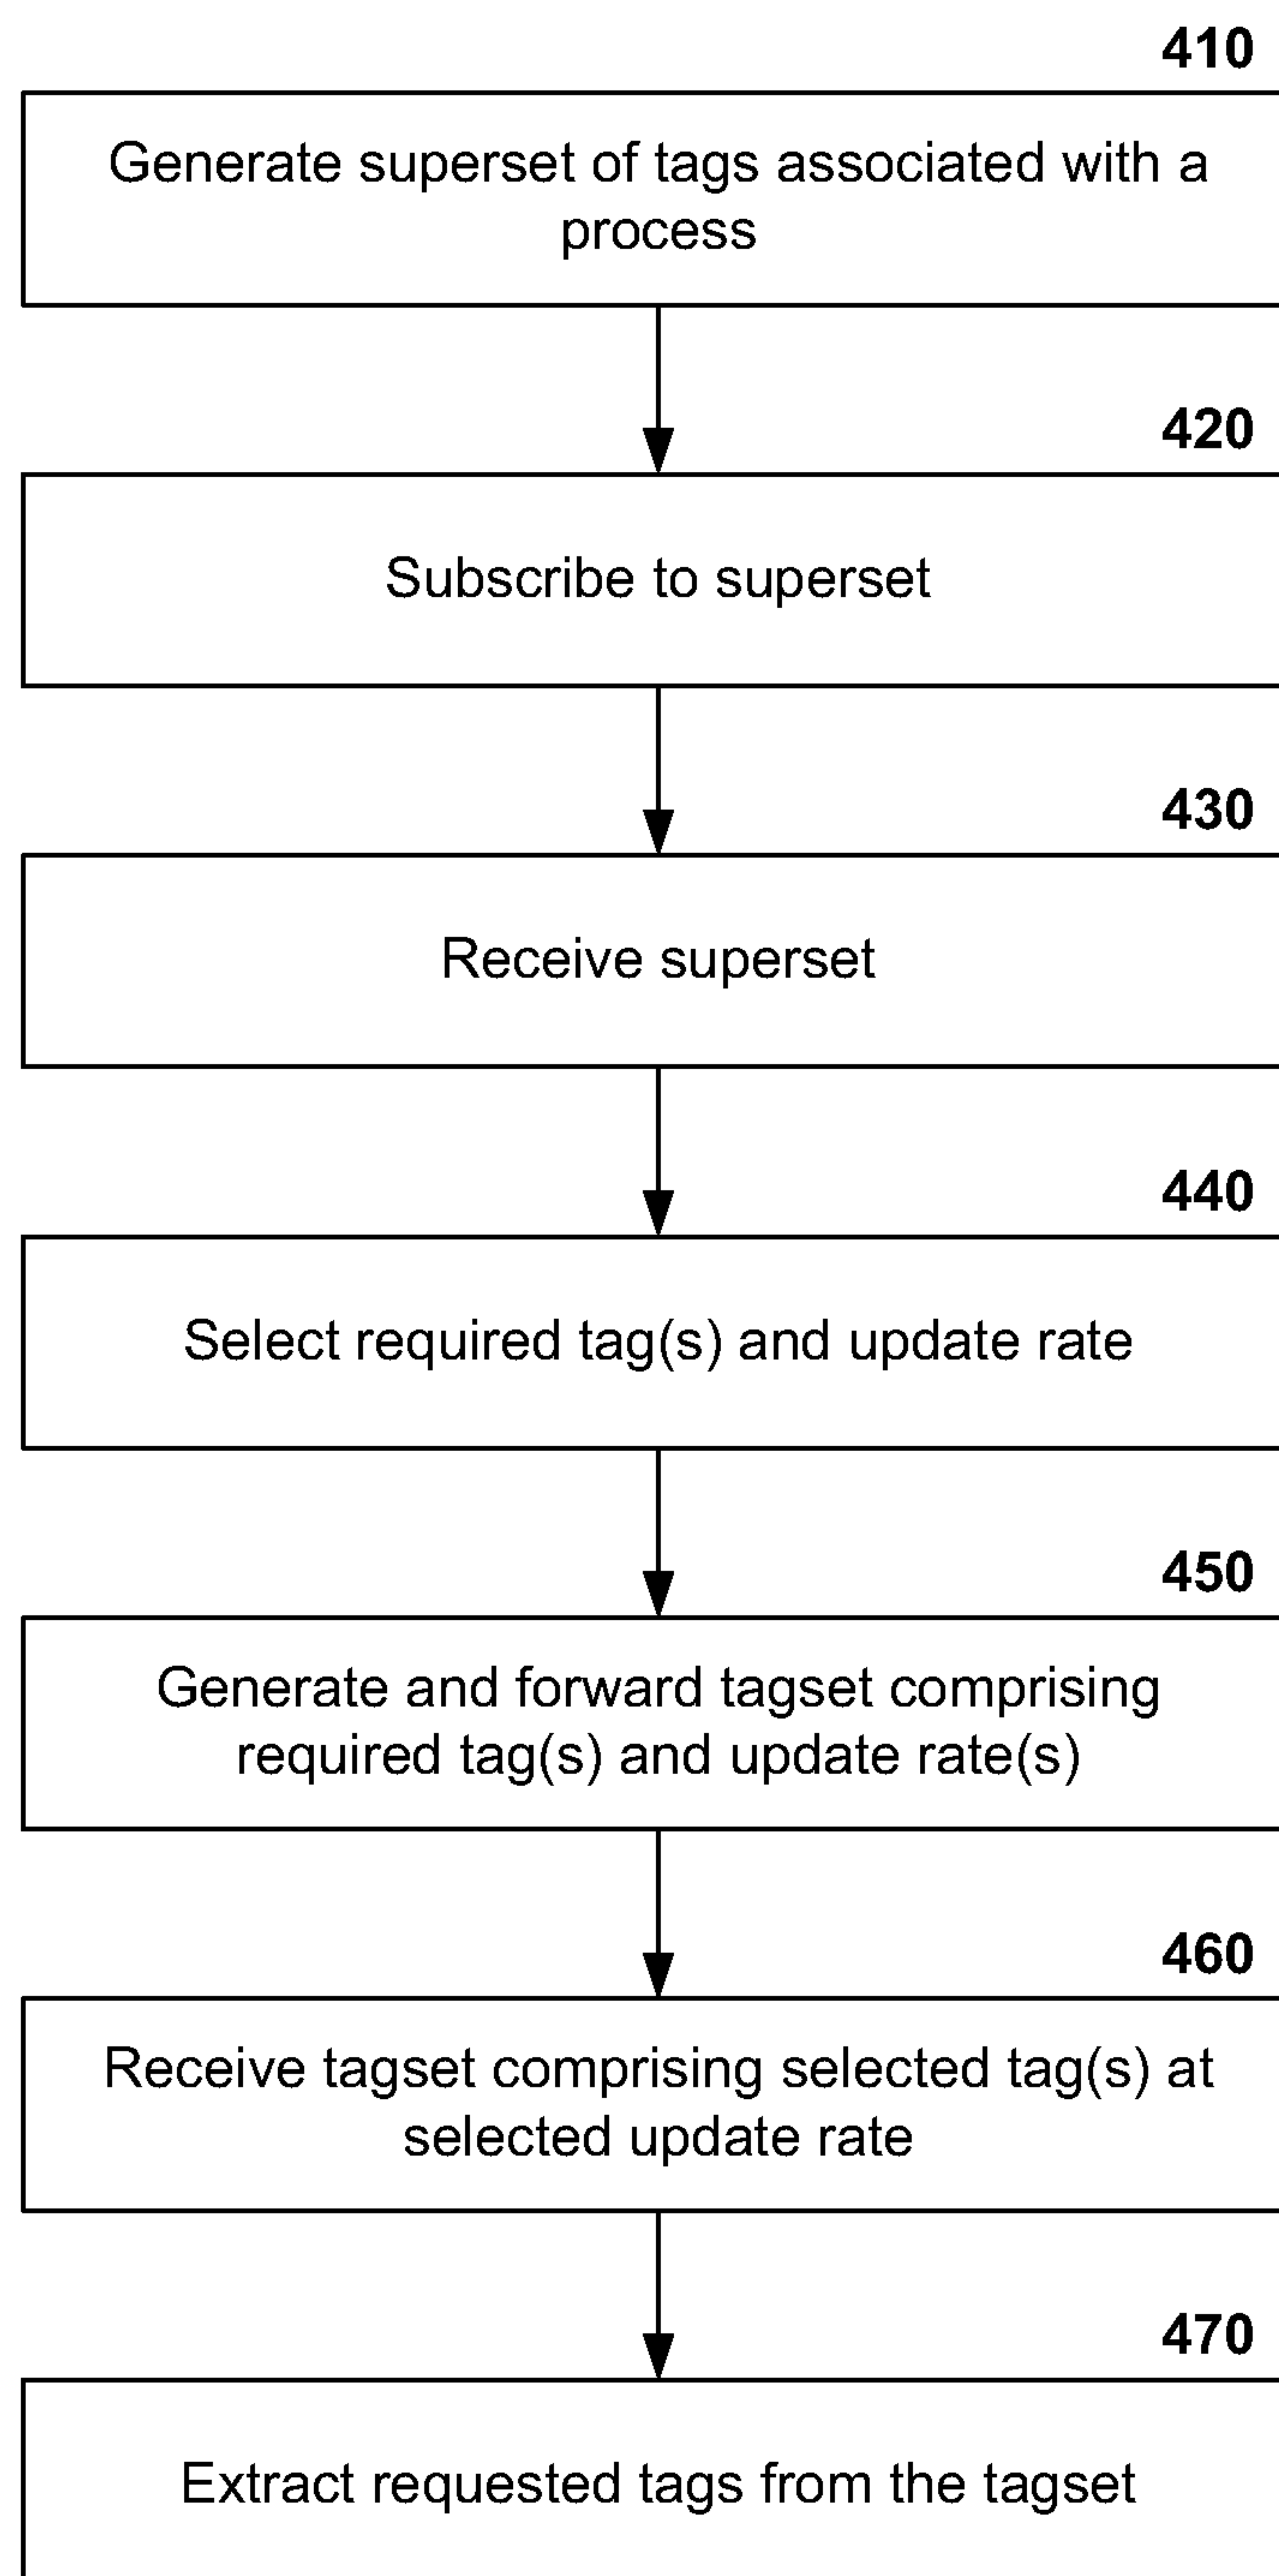 410
Generate superset of tags associated with a
process
420
Subscribe to superset
430
Receive superset
440
Select required tag(s) and update rate
450
Generate and forward tagset comprising
required tag(s) and update rate(s)
460
Receive tagset comprising selected tag(s) at
selected update rate
470
Extract requested tags from the tagset